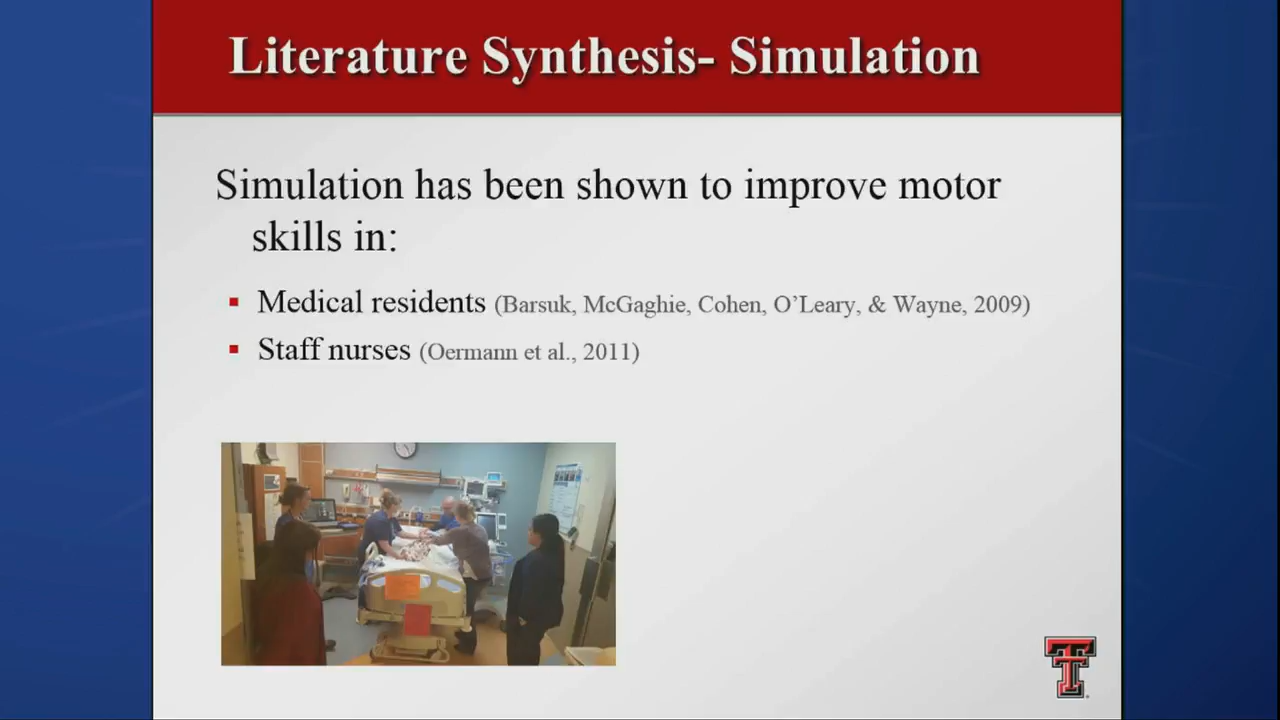 Literature Synthesis- Simulation
Simulation has been shown to improve motor
skills in:
▪ Medical residents (Barsuk, McGaghie, Cohen, O’Leary, & Wayne, 2009)
▪ Staff nurses (Oermann et al., 2011)